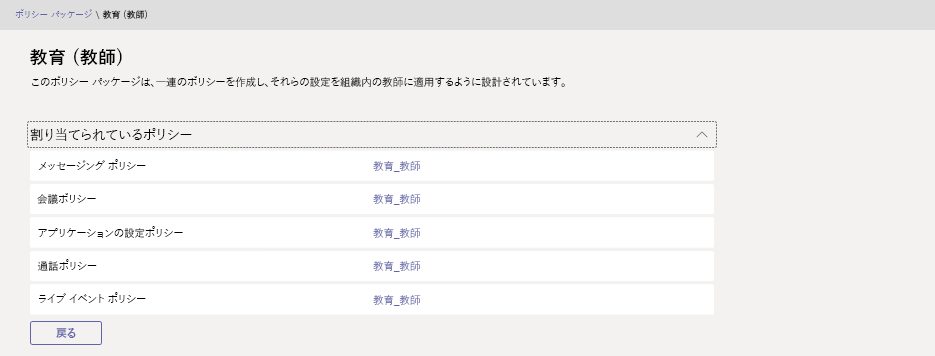 ポリシー パッケージ \ 教育 (教師)
教育 (教師)
このポリシー パッケージは、一連のポリシーを作成し、それらの設定を組織内の教師に適用するように設計されています。
割り当てられているポリシー
メッセージング ポリシー 教育_教師
会議ポリシー 教育_教師
アプリケーションの設定ポリシー 教育_教師
通話ポリシー 教育_教師
ライブ イベント ポリシー 教育_教師
戻る